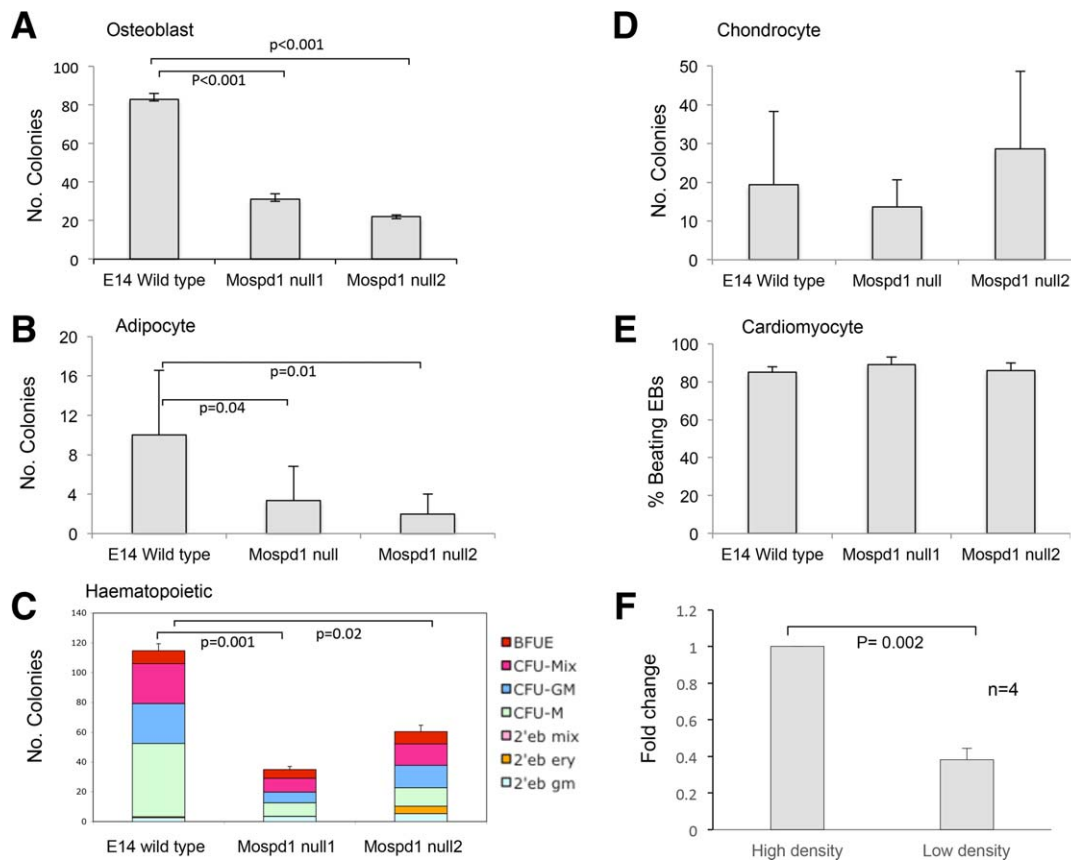 A Osteoblast
p<0.001
P<0.001
No. Colonies
100
80
60
40
20
0
E14 Wild type Mospd1 null1 Mospd1 null2
B Adipocyte
p=0.01
p=0.04
No. Colonies
20
16
12
8
4
0
E14 Wild type Mospd1 null Mospd1 null2
C Haematopoietic
p=0.001 p=0.02
No. Colonies
140
120
100
80
60
40
20
0
E14 wild type Mospd1 null1 Mospd1 null2
BFUE
CFU-Mix
CFU-GM
CFU-M
2'eb mix
2'eb ery
2'eb gm
D Chondrocyte
No. Colonies
50
40
30
20
10
0
E14 Wild type Mospd1 null Mospd1 null2
E Cardiomyocyte
% Beating EBs
100
80
60
40
20
0
E14 Wild type Mospd1 null1 Mospd1 null2
F
P= 0.002
n=4
Fold change
1.2
1
0.8
0.6
0.4
0.2
0
High density Low density